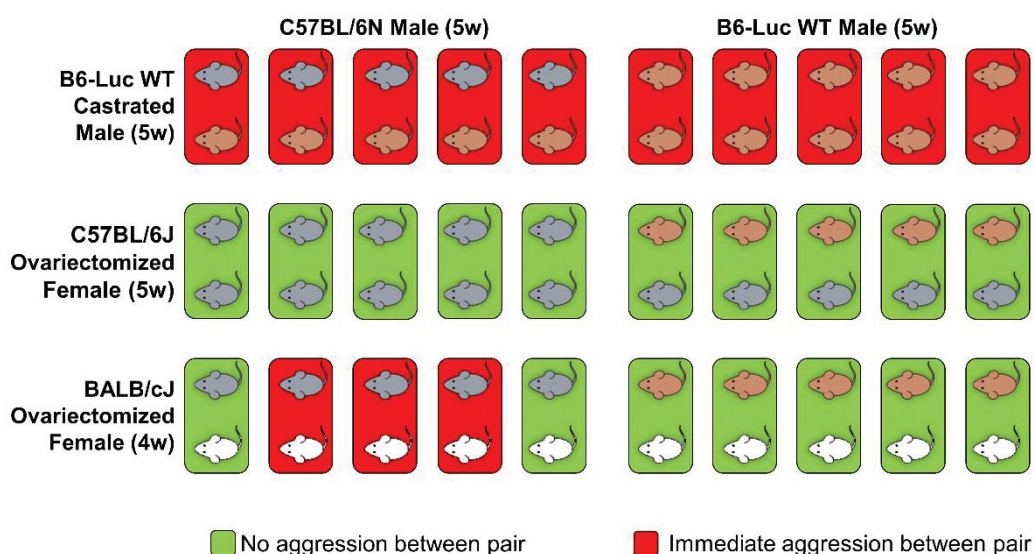 C57BL/6N Male (5w)
B6-Luc WT Male (5w)
B6-Luc WT
Castrated
Male (5w)
C57BL/6J
Ovariectomized
Female (5w)
BALB/cJ
Ovariectomized
Female (4w)
No aggression between pair
Immediate aggression between pair